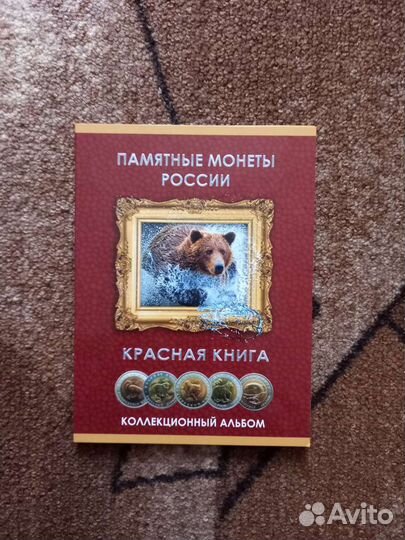 ПАМЯТНЫЕ МОНЕТЫ
РОССИИ
КРАСНАЯ КНИГА
КОЛЛЕКЦИОННЫЙ АЛЬБОМ
Avito